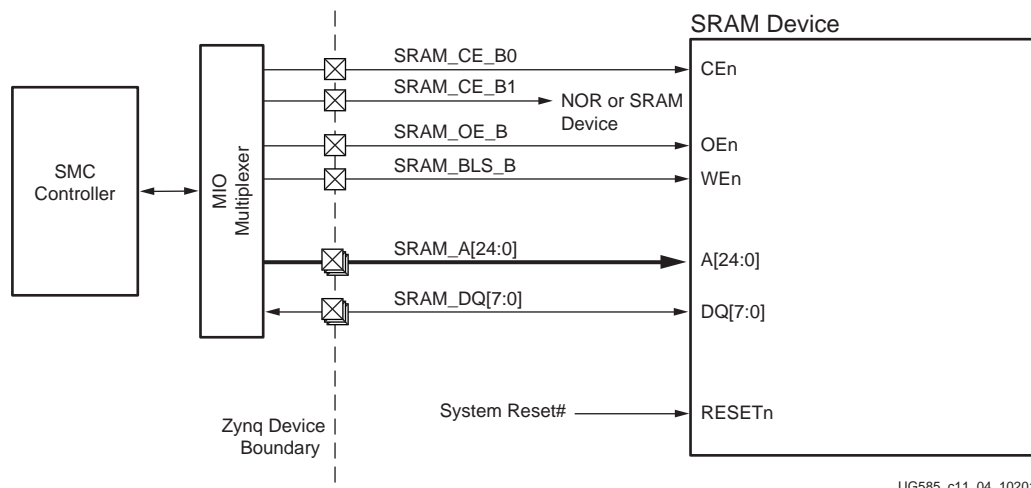 SRAM Device
SRAM_CE_B0
CEn
SRAM_CE_B1
NOR or SRAM
Device
SRAM_OE_B
OEn
SMC
Controller
MIO
Multiplexer
SRAM_BLS_B
WEn
SRAM_A[24:0]
A[24:0]
SRAM_DQ[7:0]
DQ[7:0]
System Reset#
RESETn
Zynq Device
Boundary